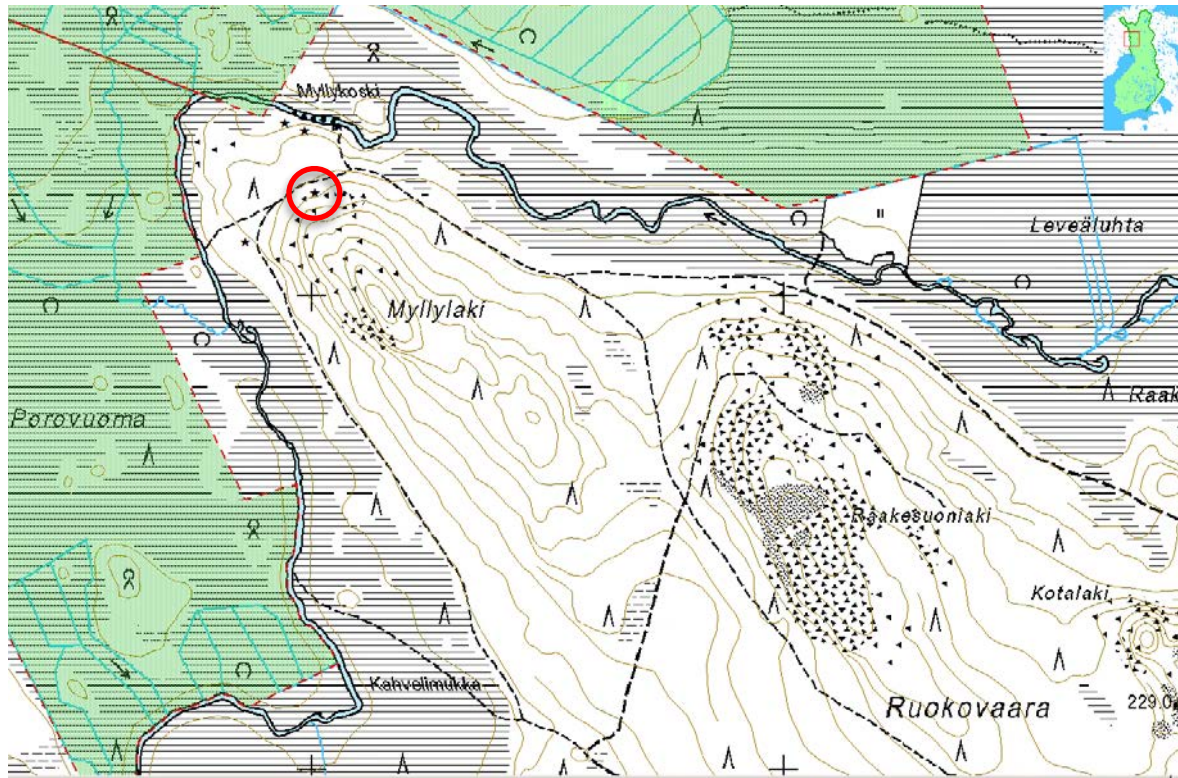 Myllykoski
Leveäluhta
Myllylaki
Raak
Porovuoma
Raakesuonlaki
Kotalaki
Kahvelimukka
Ruokovaara
229.0